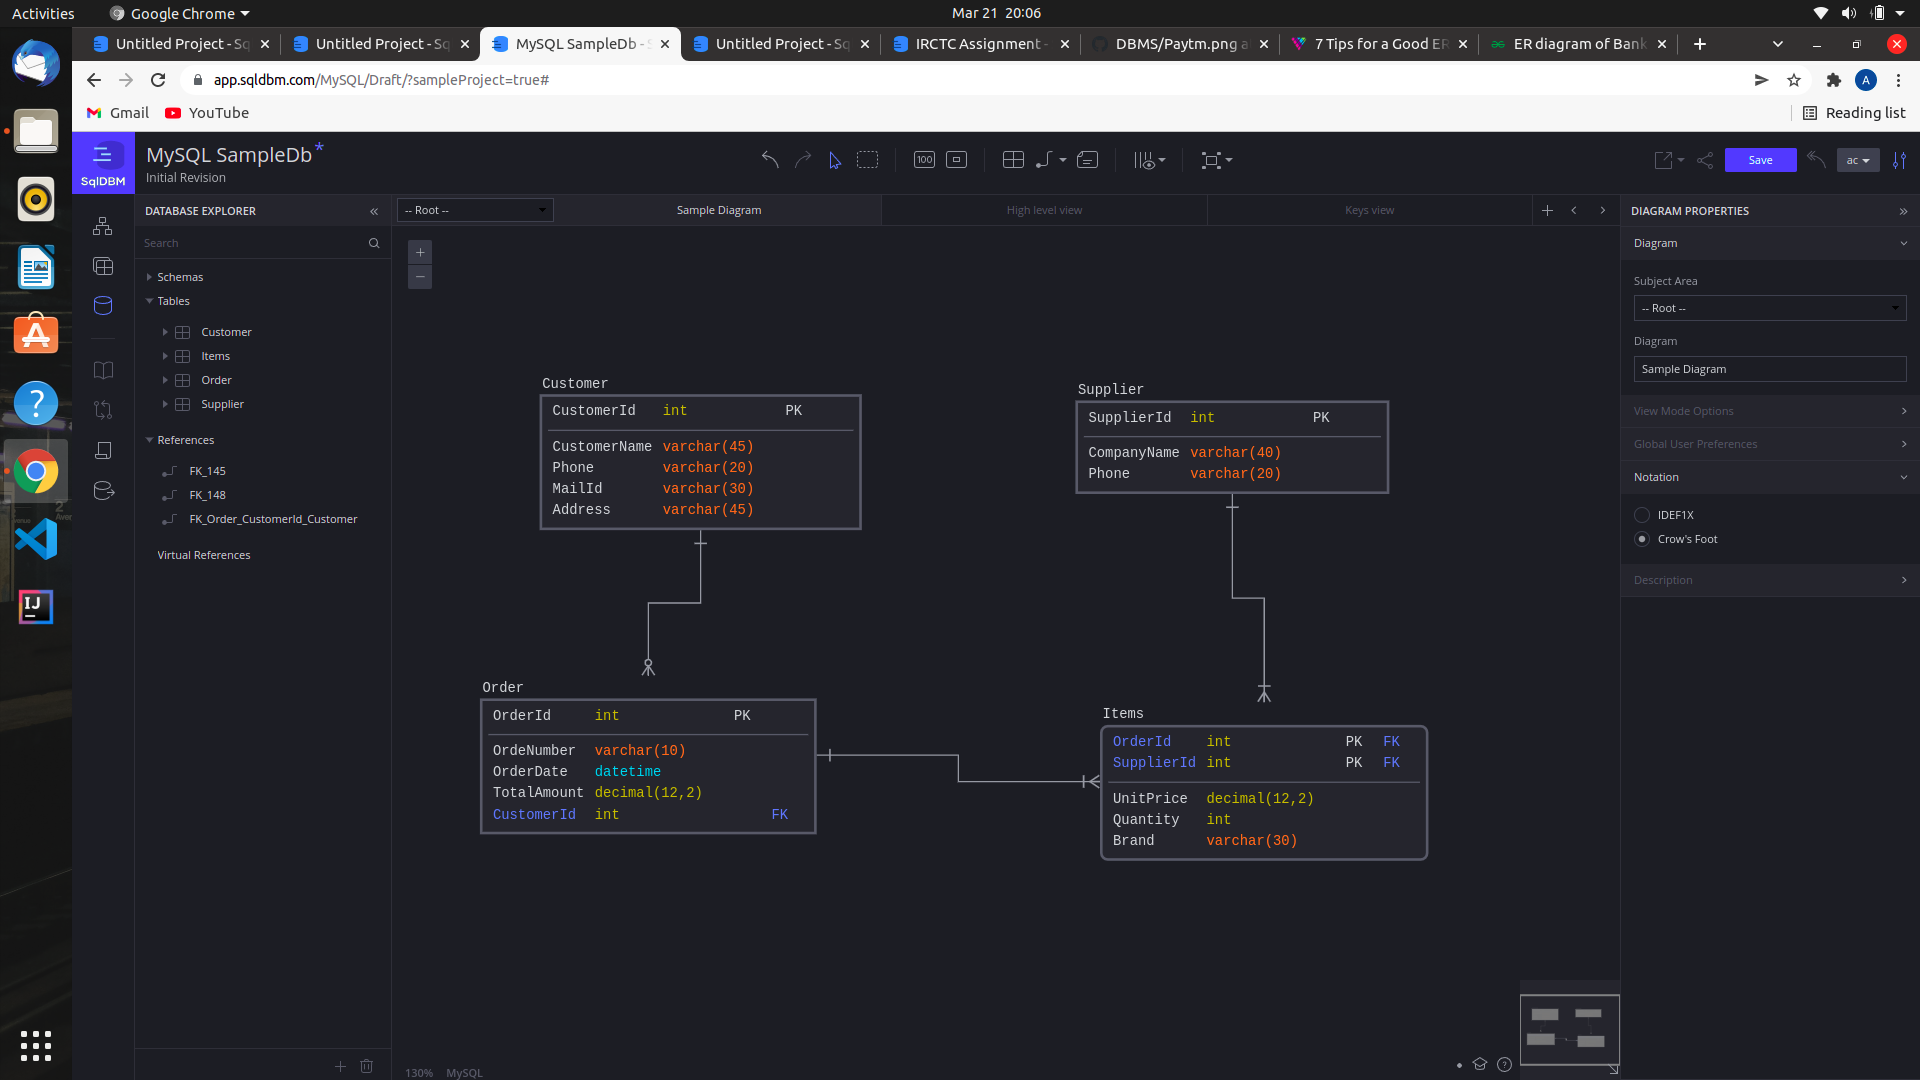 Activities
Google Chrome
Mar 21 20:06
Untitled Project - Sq
Untitled Project - Sq
MySQL SampleDb - S
Untitled Project - Sq
IRCTC Assignment -
DBMS/Paytm.png a
7 Tips for a Good ER
ER diagram of Bank
app.sqldbm.com/MySQL/Draft/?sampleProject=true#
A
Gmail
YouTube
Reading list
SqlDBM
MySQL SampleDb*
Initial Revision
100
Save
ac
DATABASE EXPLORER
-- Root --
Sample Diagram
High level view
Keys view
DIAGRAM PROPERTIES
Search
Schemas
Tables
Customer
Items
Order
Supplier
References
FK_145
FK_148
FK_Order_CustomerId_Customer
Virtual References
Customer
CustomerId int PK
CustomerName varchar(45)
Phone varchar(20)
MailId varchar(30)
Address varchar(45)
Supplier
SupplierId int PK
CompanyName varchar(40)
Phone varchar(20)
Order
OrderId int PK
OrdeNumber varchar(10)
OrderDate datetime
TotalAmount decimal(12,2)
CustomerId int FK
Items
OrderId int PK FK
SupplierId int PK FK
UnitPrice decimal(12,2)
Quantity int
Brand varchar(30)
Diagram
Subject Area
-- Root --
Diagram
Sample Diagram
View Mode Options
Global User Preferences
Notation
IDEF1X
Crow's Foot
Description
IJ
130% MySQL